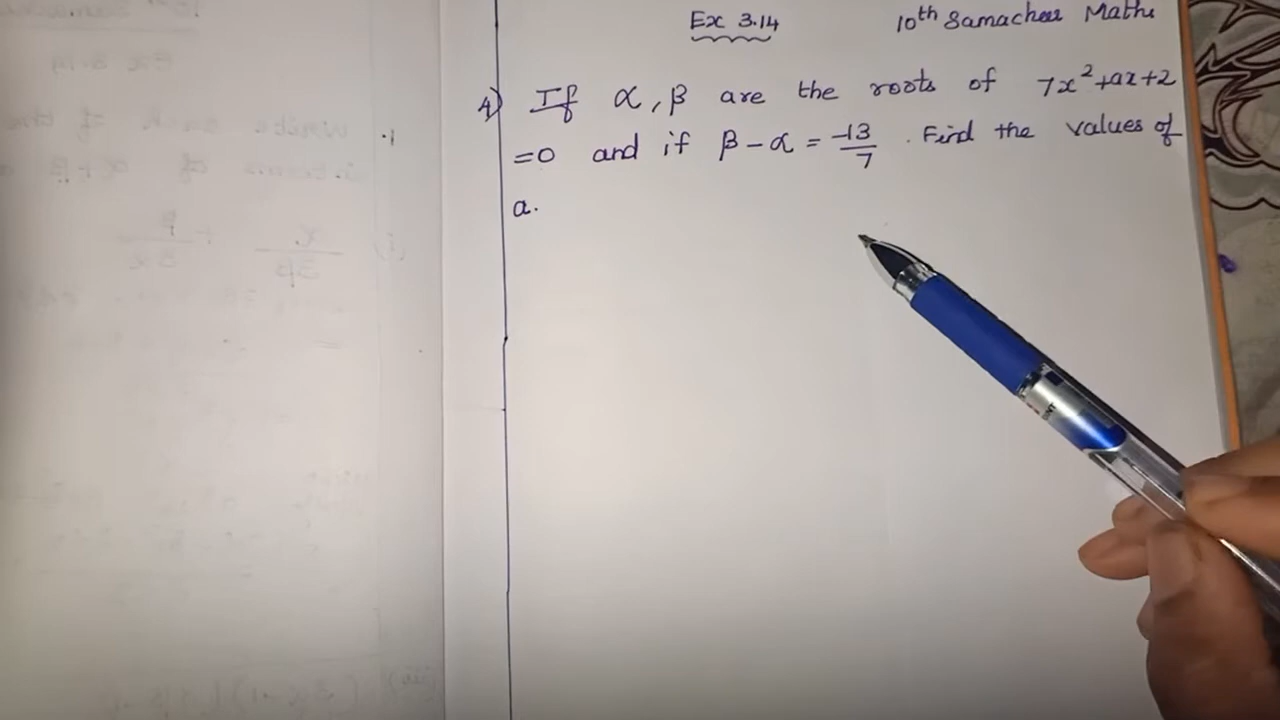 Ex 3.14
10th Samacheer Maths
4) If α, β are the roots of 7x²+ax+2
=0 and if β-α = -13/7. Find the values of
a.